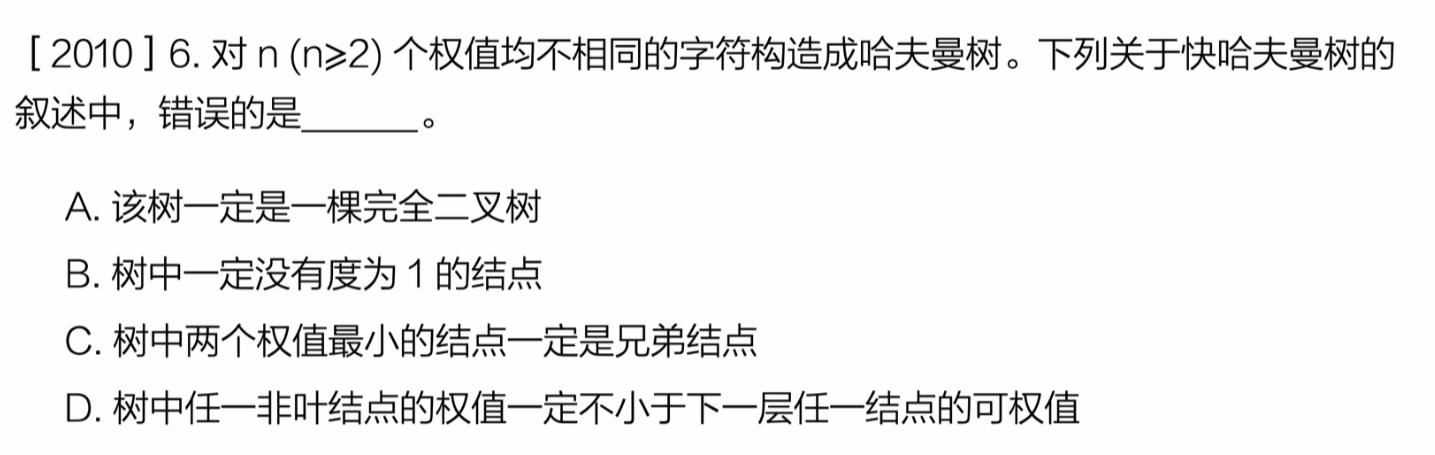 [ 2010 ] 6. 对 n (n⩾2) 个权值均不相同的字符构造成哈夫曼树。下列关于快哈夫曼树的
叙述中，错误的是______。
A. 该树一定是一棵完全二叉树
B. 树中一定没有度为 1 的结点
C. 树中两个权值最小的结点一定是兄弟结点
D. 树中任一非叶结点的权值一定不小于下一层任一结点的可权值